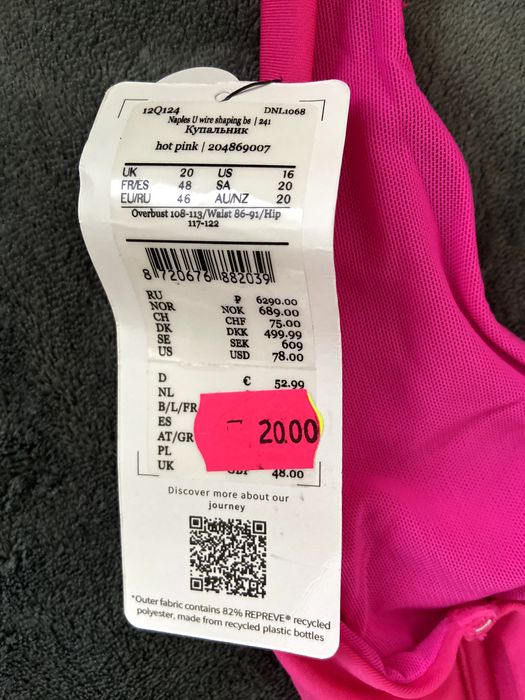 12Q124 DNL1068
Naples U wire shaping bs | 241
Купальник
hot pink | 204869007
UK 20 US 16
FR/ES 48 SA 20
EU/RU 46 AU/NZ 20
Overbust 108-113/Waist 86-91/Hip
117-122
8 720676 882039
RU ₽ 6290.00
NOR NOK 689.00
CH CHF 75.00
DK DKK 499.99
SE SEK 609
US USD 78.00
D € 52.99
NL
B/L/FR
ES 20.00
AT/GR
PL
UK GBP 48.00
Discover more about our
journey
*Outer fabric contains 82% REPREVE® recycled
polyester, made from recycled plastic bottles